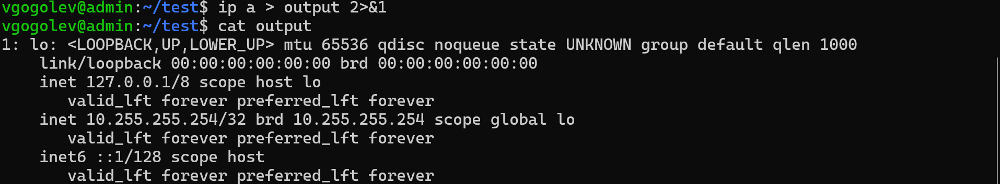 vgogolev@admin:~/test$ ip a > output 2>&1
vgogolev@admin:~/test$ cat output
1: lo: <LOOPBACK,UP,LOWER_UP> mtu 65536 qdisc noqueue state UNKNOWN group default qlen 1000
    link/loopback 00:00:00:00:00:00 brd 00:00:00:00:00:00
    inet 127.0.0.1/8 scope host lo
       valid_lft forever preferred_lft forever
    inet 10.255.255.254/32 brd 10.255.255.254 scope global lo
       valid_lft forever preferred_lft forever
    inet6 ::1/128 scope host
       valid_lft forever preferred_lft forever